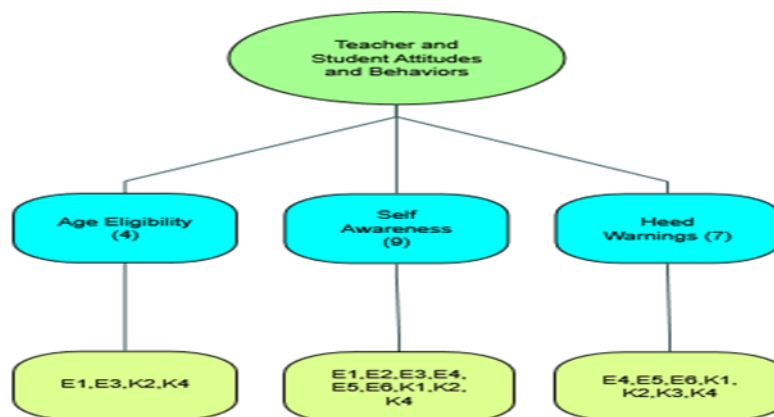 Teacher and
Student Attitudes
and Behaviors
Age Eligibility
(4)
Self
Awareness
(9)
Heed
Warnings (7)
E1,E3,K2,K4
E1,E2,E3,E4,
E5,E6,K1,K2,
K4
E4,E5,E6,K1,
K2,K3,K4